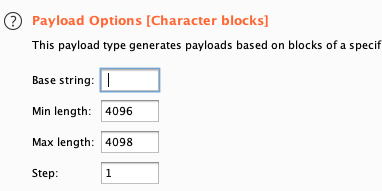 ? Payload Options [Character blocks]
This payload type generates payloads based on blocks of a
Base string:
Min length: 4096
Max length: 4098
Step: 1